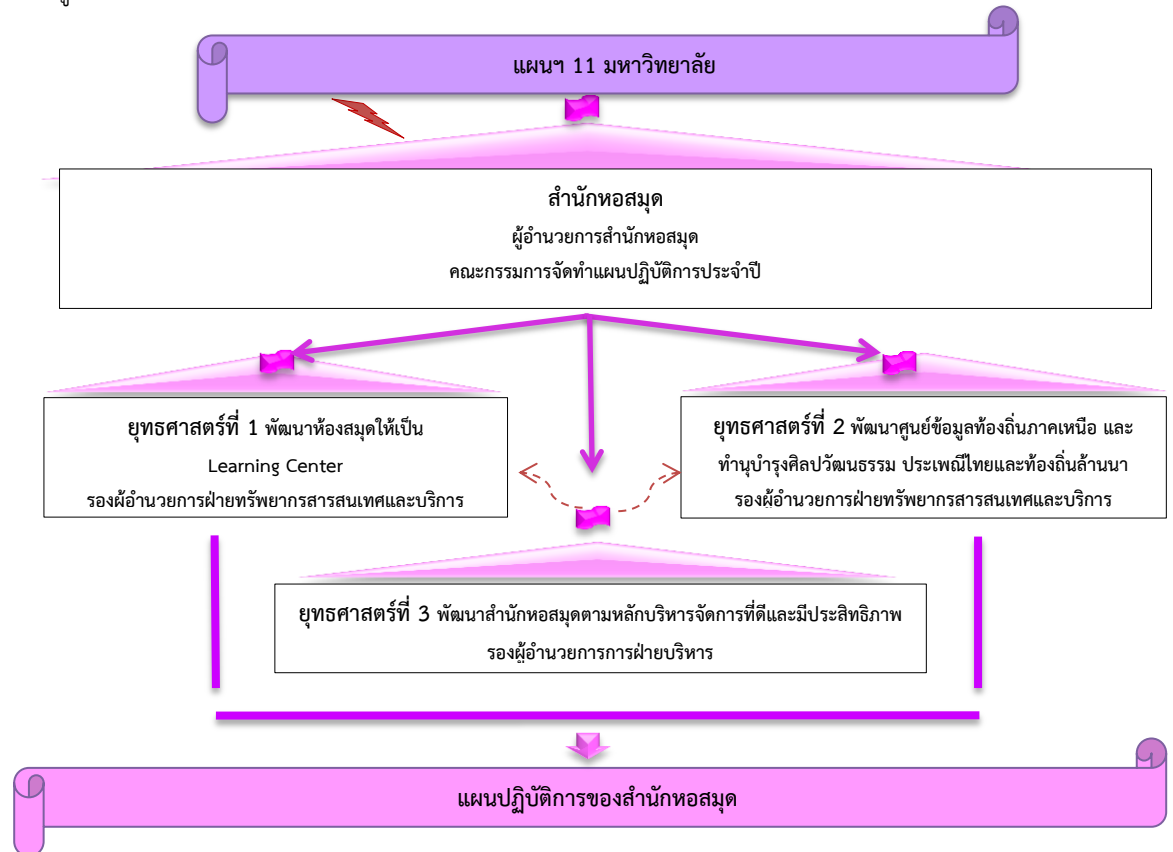 แผนฯ 11 มหาวิทยาลัย
สำนักหอสมุด
ผู้อำนวยการสำนักหอสมุด
คณะกรรมการจัดทำแผนปฏิบัติการประจำปี
ยุทธศาสตร์ที่ 1 พัฒนาห้องสมุดให้เป็น
Learning Center
รองผู้อำนวยการฝ่ายทรัพยากรสารสนเทศและบริการ
ยุทธศาสตร์ที่ 2 พัฒนาศูนย์ข้อมูลท้องถิ่นภาคเหนือ และ
ทำนุบำรุงศิลปวัฒนธรรม ประเพณีไทยและท้องถิ่นล้านนา
รองผู้อำนวยการฝ่ายทรัพยากรสารสนเทศและบริการ
ยุทธศาสตร์ที่ 3 พัฒนาสำนักหอสมุดตามหลักบริหารจัดการที่ดีและมีประสิทธิภาพ
รองผู้อำนวยการการฝ่ายบริหาร
แผนปฏิบัติการของสำนักหอสมุด